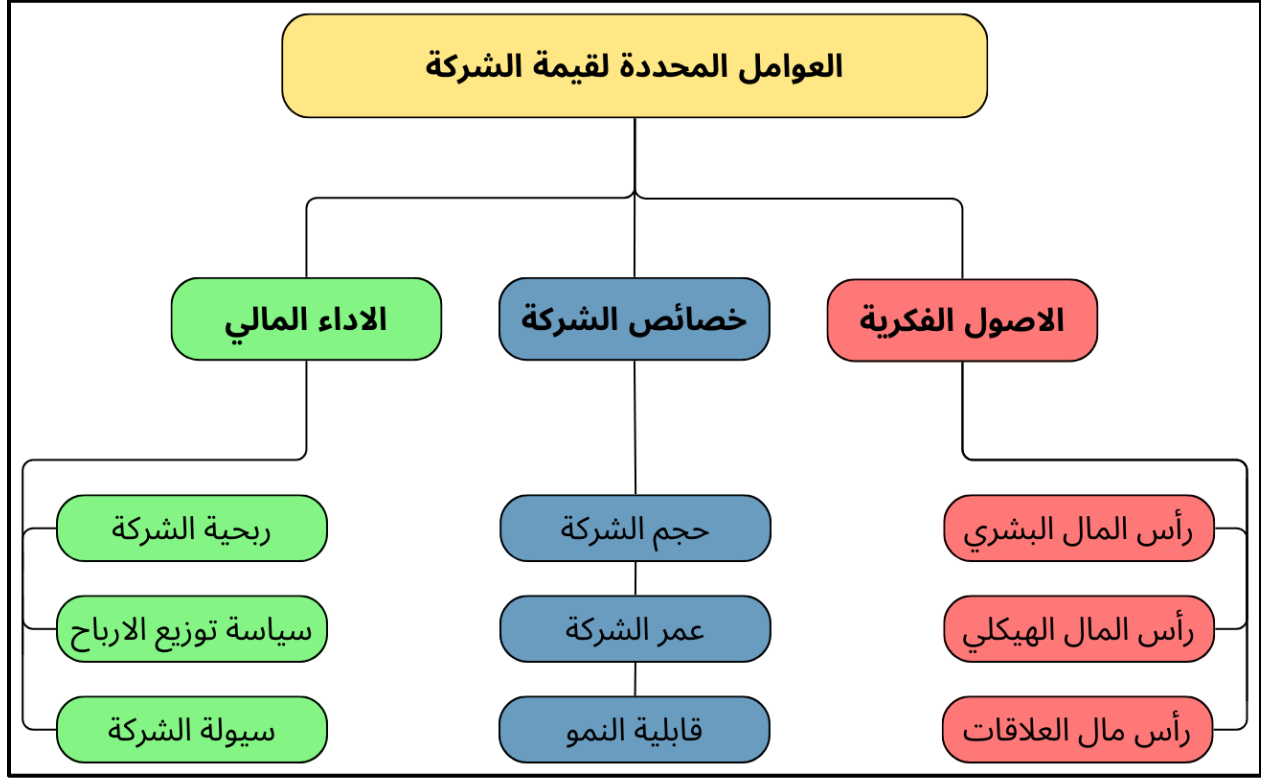 العوامل المحددة لقيمة الشركة
الاصول الفكرية
خصائص الشركة
الاداء المالي
رأس المال البشري
حجم الشركة
ربحية الشركة
رأس المال الهيكلي
عمر الشركة
سياسة توزيع الارباح
رأس مال العلاقات
قابلية النمو
سيولة الشركة